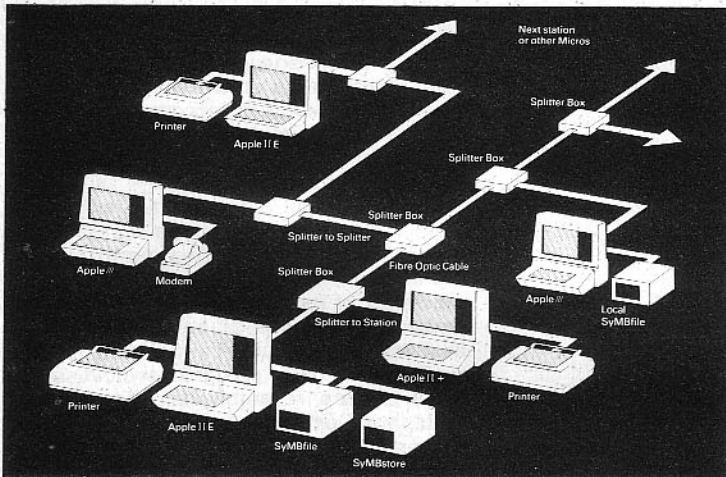 Next station
or other Micros
Splitter Box
Printer
Apple II E
Splitter Box
Splitter Box
Splitter to Splitter
Fibre Optic Cable
Apple ///
Modem
Splitter Box
Apple ///
Local
SyMBfile
Splitter to Station
Apple II +
Printer
Printer
Apple II E
SyMBfile
SyMBstore